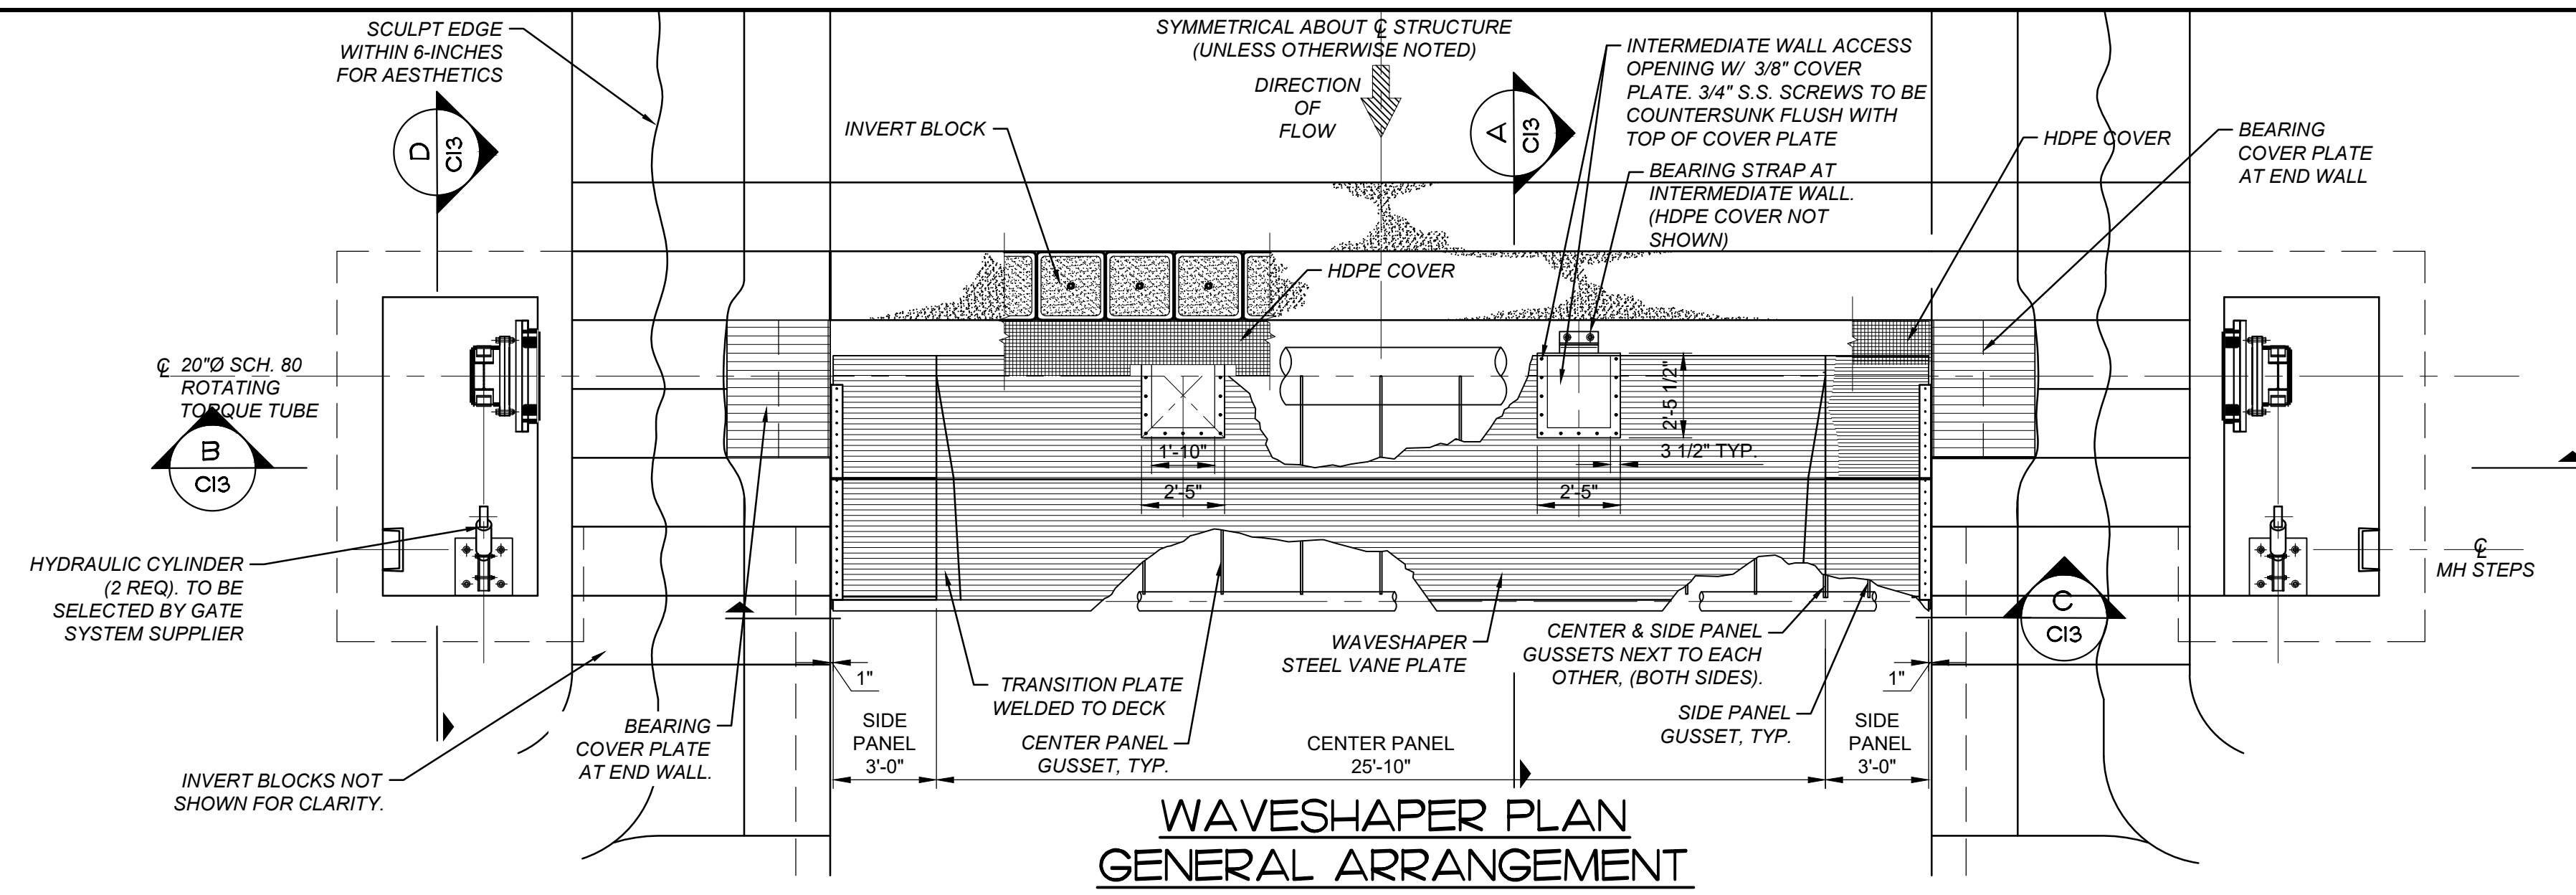 SCULPT EDGE
WITHIN 6-INCHES
FOR AESTHETICS
SYMMETRICAL ABOUT ℄ STRUCTURE
(UNLESS OTHERWISE NOTED)
DIRECTION
OF
FLOW
INTERMEDIATE WALL ACCESS
OPENING W/ 3/8" COVER
PLATE. 3/4" S.S. SCREWS TO BE
COUNTERSUNK FLUSH WITH
TOP OF COVER PLATE
D
C13
A
C13
INVERT BLOCK
HDPE COVER
BEARING
COVER PLATE
AT END WALL
BEARING STRAP AT
INTERMEDIATE WALL.
(HDPE COVER NOT
SHOWN)
HDPE COVER
℄ 20"Ø SCH. 80
ROTATING
TORQUE TUBE
B
C13
2'-5 1/2"
1'-10"
3 1/2" TYP.
2'-5"
2'-5"
HYDRAULIC CYLINDER
(2 REQ). TO BE
SELECTED BY GATE
SYSTEM SUPPLIER
℄
MH STEPS
C
C13
WAVESHAPER
STEEL VANE PLATE
CENTER & SIDE PANEL
GUSSETS NEXT TO EACH
OTHER, (BOTH SIDES).
1"
1"
TRANSITION PLATE
WELDED TO DECK
SIDE PANEL
GUSSET, TYP.
BEARING
COVER PLATE
AT END WALL.
SIDE
PANEL
3'-0"
CENTER PANEL
GUSSET, TYP.
CENTER PANEL
25'-10"
SIDE
PANEL
3'-0"
INVERT BLOCKS NOT
SHOWN FOR CLARITY.
WAVESHAPER PLAN
GENERAL ARRANGEMENT